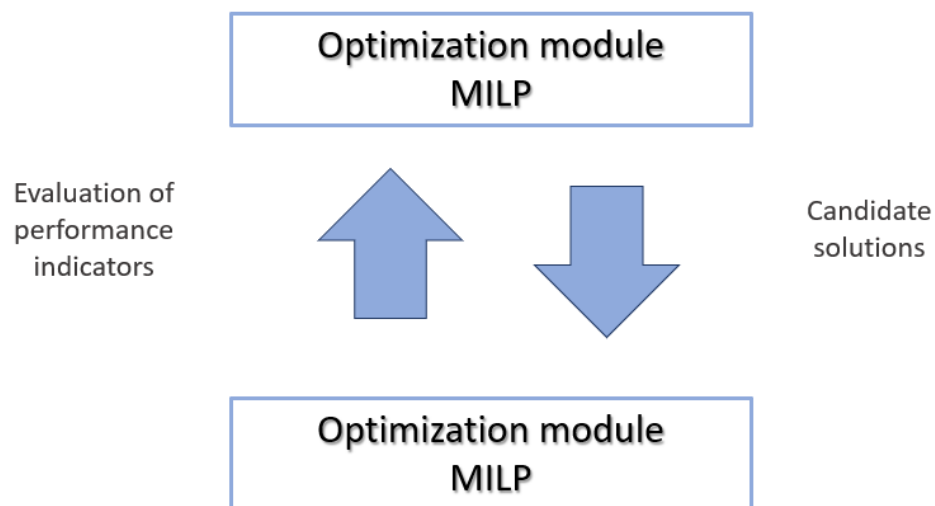 Optimization module
MILP
Evaluation of
performance
indicators
Candidate
solutions
Optimization module
MILP